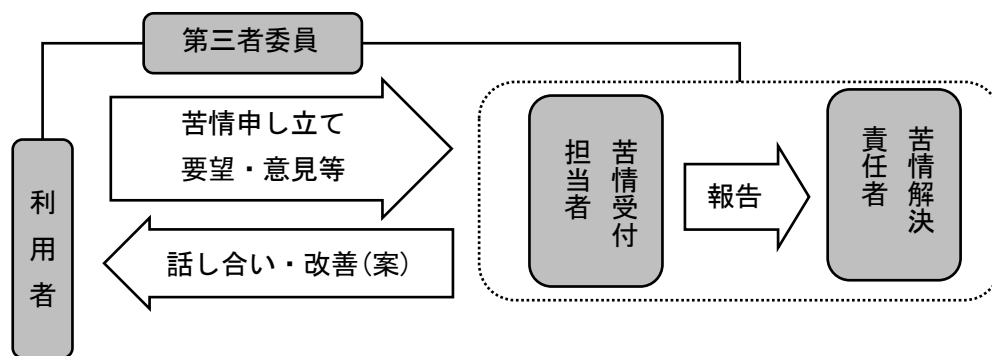 第三者委員
苦情申し立て
要望・意見等
利用者
話し合い・改善(案)
苦情受付
担当者
報告
苦情解決
責任者